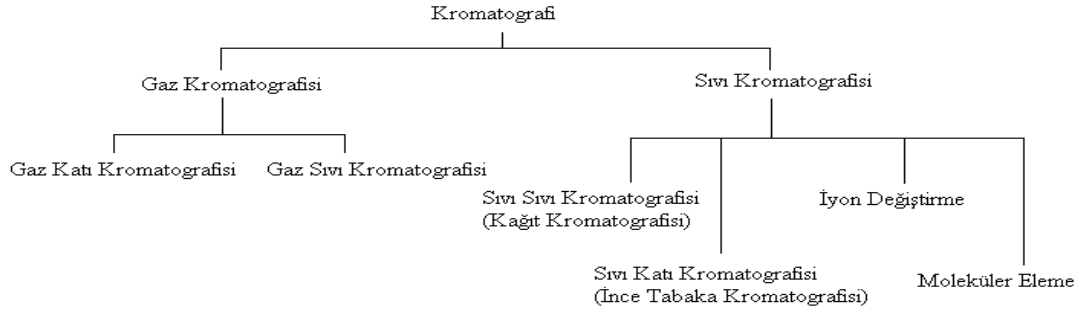 Kromatografi
Gaz Kromatografisi
Sıvı Kromatografisi
Gaz Katı Kromatografisi
Gaz Sıvı Kromatografisi
Sıvı Sıvı Kromatografisi
(Kağıt Kromatografisi)
İyon Değiştirme
Sıvı Katı Kromatografisi
(İnce Tabaka Kromatografisi)
Moleküler Eleme